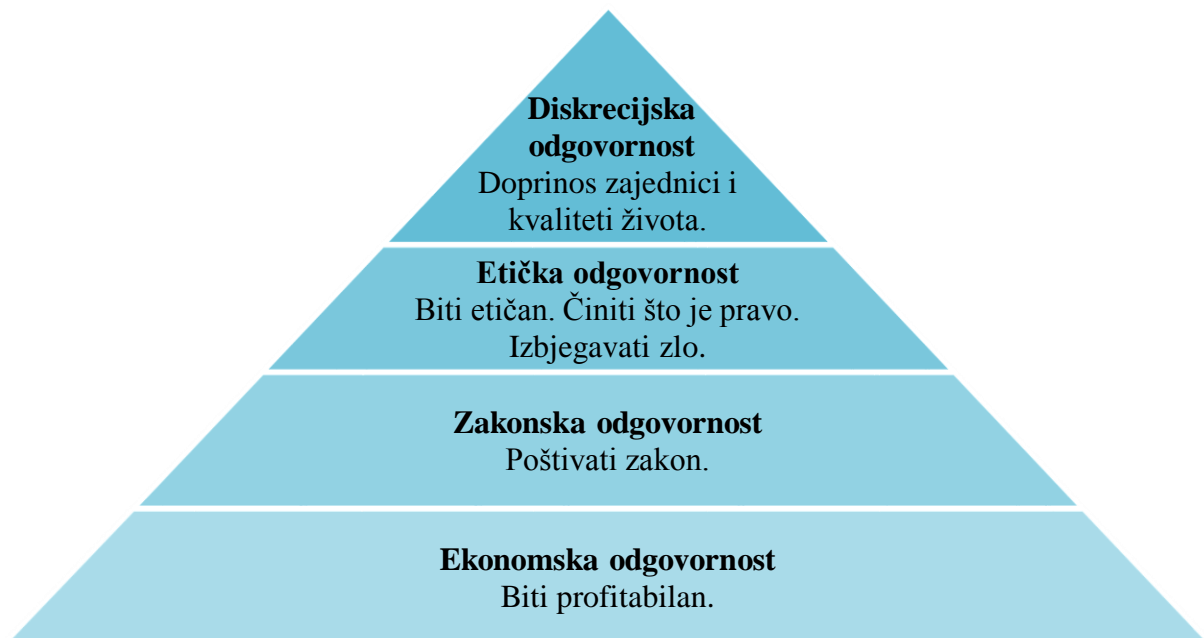 Diskrecijska
odgovornost
Doprinos zajednici i
kvaliteti života.
Etička odgovornost
Biti etičan. Činiti što je pravo.
Izbjegavati zlo.
Zakonska odgovornost
Poštivati zakon.
Ekonomska odgovornost
Biti profitabilan.